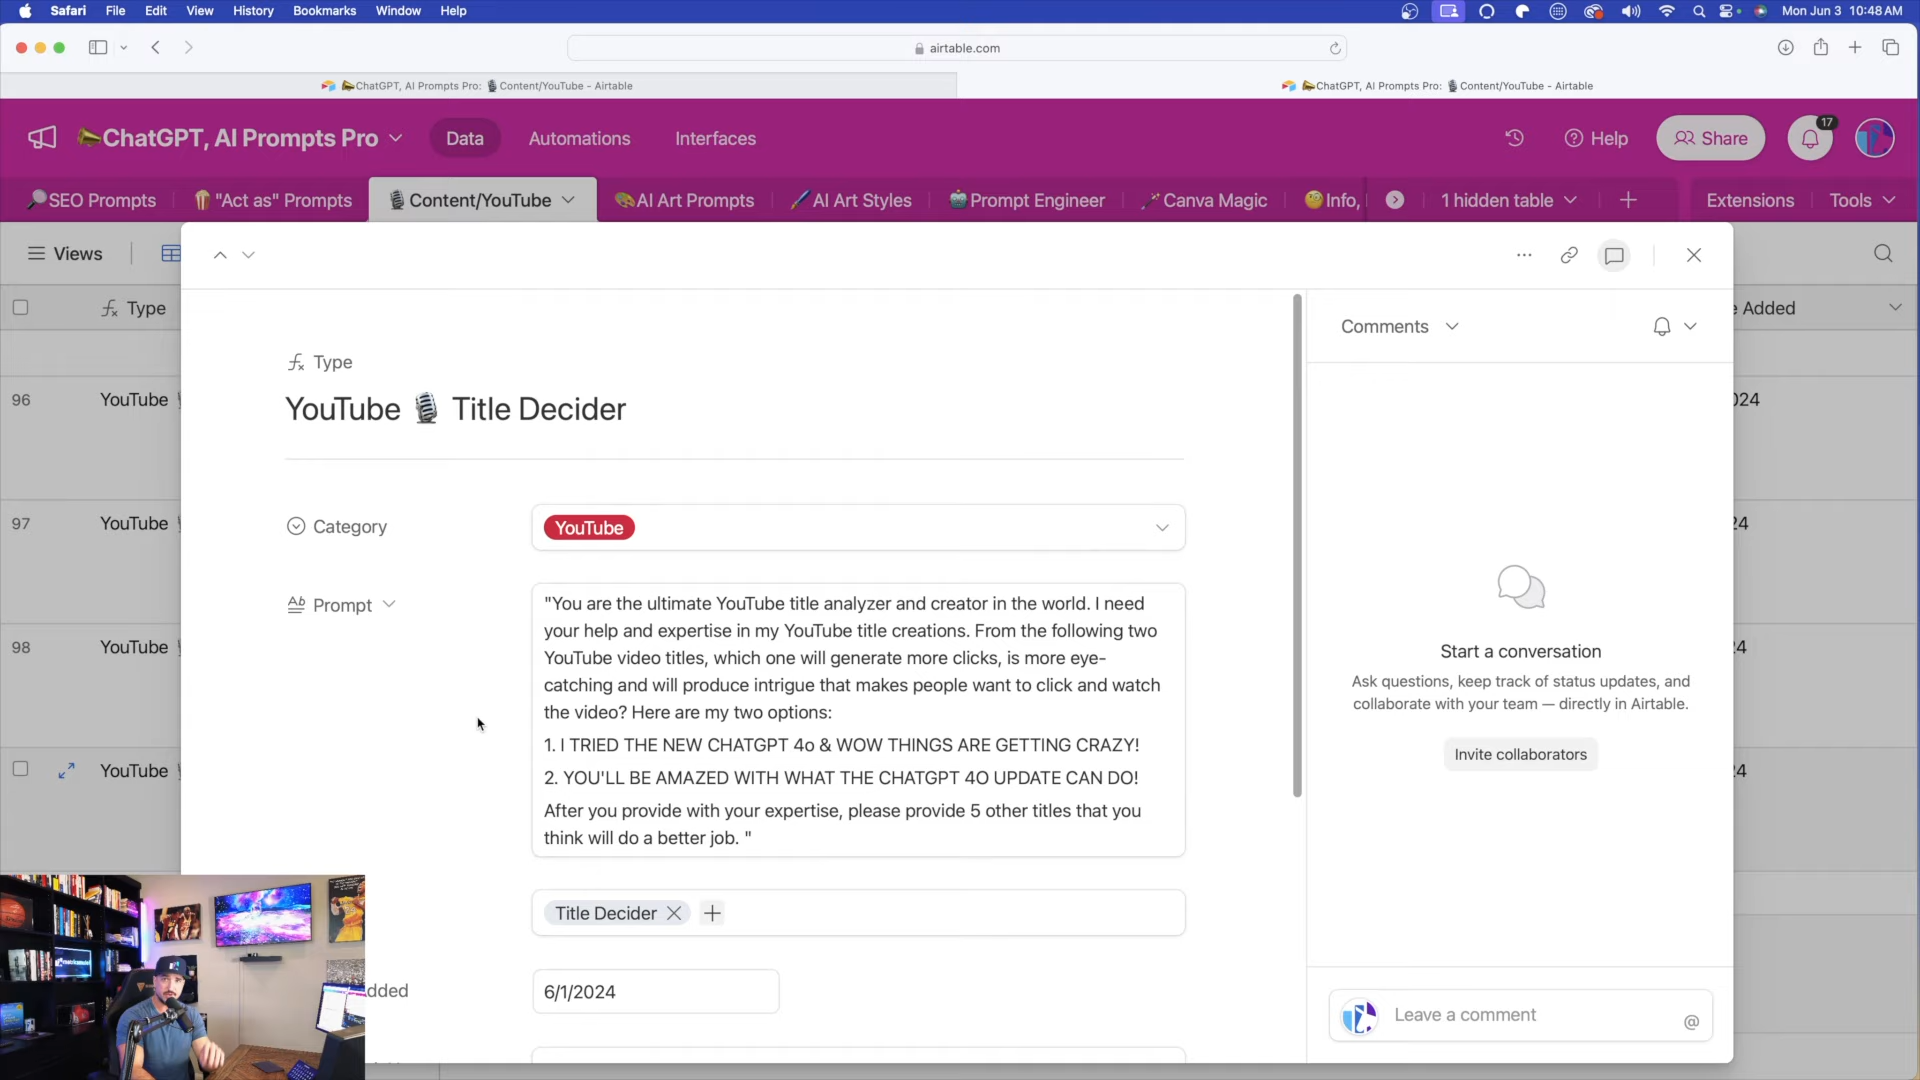 Safari File Edit View History Bookmarks Window Help Mon Jun 3 10:48 AM
airtable.com
ChatGPT, AI Prompts Pro: Content/YouTube - Airtable
ChatGPT, AI Prompts Pro: Content/YouTube - Airtable
ChatGPT, AI Prompts Pro Data Automations Interfaces Help Share 17
SEO Prompts "Act as" Prompts Content/YouTube AI Art Prompts AI Art Styles Prompt Engineer Canva Magic Info, 1 hidden table Extensions Tools
Views
Type
Added
96 YouTube
024
97 YouTube
24
98 YouTube
4
YouTube
4
Type
YouTube Title Decider
Category
YouTube
Prompt
"You are the ultimate YouTube title analyzer and creator in the world. I need
your help and expertise in my YouTube title creations. From the following two
YouTube video titles, which one will generate more clicks, is more eye-
catching and will produce intrigue that makes people want to click and watch
the video? Here are my two options:
1. I TRIED THE NEW CHATGPT 4o & WOW THINGS ARE GETTING CRAZY!
2. YOU'LL BE AMAZED WITH WHAT THE CHATGPT 4O UPDATE CAN DO!
After you provide with your expertise, please provide 5 other titles that you
think will do a better job. "
Title Decider
dded
6/1/2024
Comments
Start a conversation
Ask questions, keep track of status updates, and
collaborate with your team — directly in Airtable.
Invite collaborators
Leave a comment @